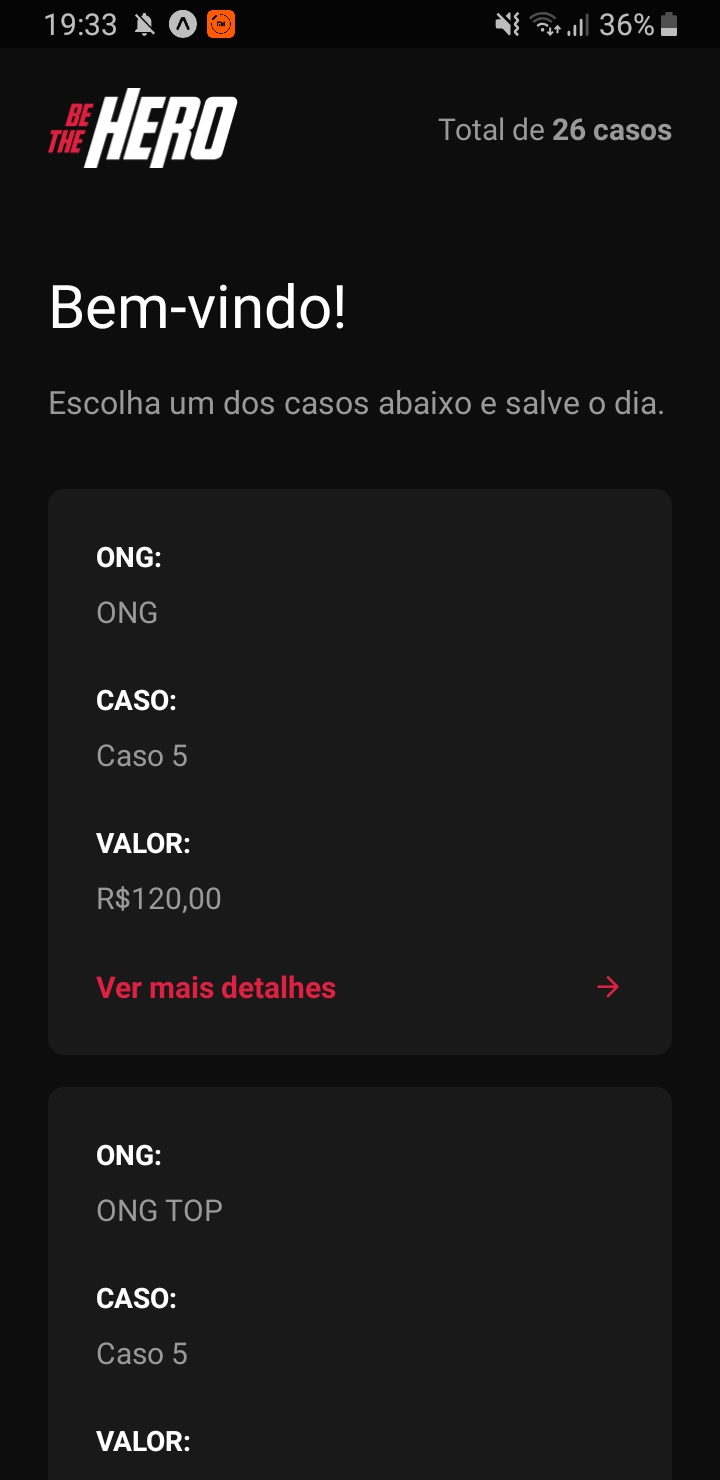 19:33
36%
BE
THE HERO
Total de 26 casos
Bem-vindo!
Escolha um dos casos abaixo e salve o dia.
ONG:
ONG
CASO:
Caso 5
VALOR:
R$120,00
Ver mais detalhes
ONG:
ONG TOP
CASO:
Caso 5
VALOR: